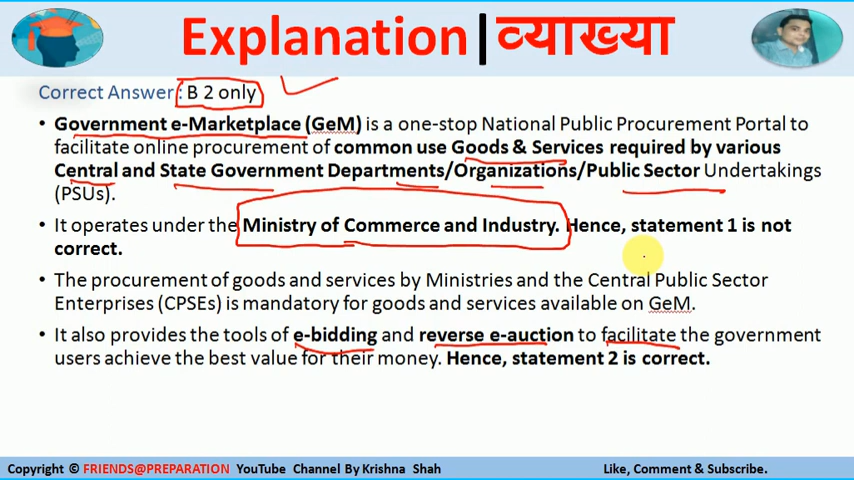 Explanation|व्याख्या
Correct Answer : B 2 only
• Government e-Marketplace (GeM) is a one-stop National Public Procurement Portal to
facilitate online procurement of common use Goods & Services required by various
Central and State Government Departments/Organizations/Public Sector Undertakings
(PSUs).
• It operates under the Ministry of Commerce and Industry. Hence, statement 1 is not
correct.
• The procurement of goods and services by Ministries and the Central Public Sector
Enterprises (CPSEs) is mandatory for goods and services available on GeM.
• It also provides the tools of e-bidding and reverse e-auction to facilitate the government
users achieve the best value for their money. Hence, statement 2 is correct.
Copyright © FRIENDS@PREPARATION YouTube Channel By Krishna Shah Like, Comment & Subscribe.